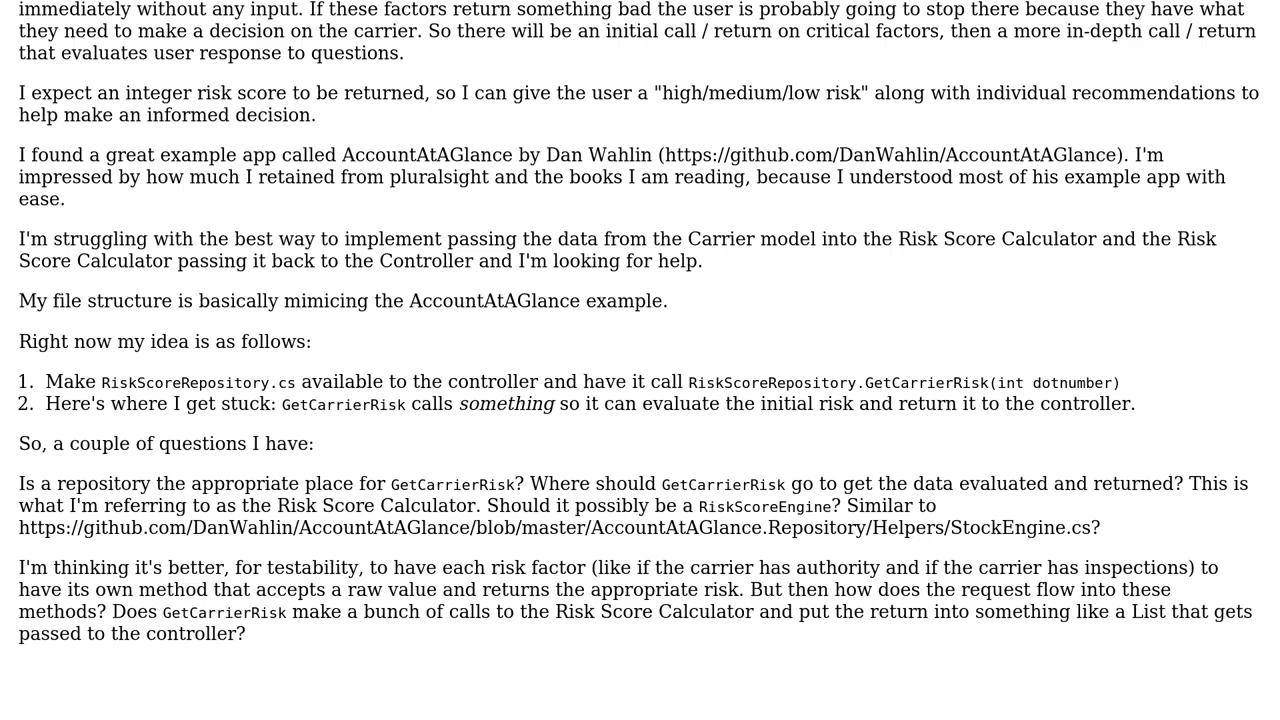 immediately without any input. If these factors return something bad the user is probably going to stop there because they have what
they need to make a decision on the carrier. So there will be an initial call / return on critical factors, then a more in-depth call / return
that evaluates user response to questions.
I expect an integer risk score to be returned, so I can give the user a "high/medium/low risk" along with individual recommendations to
help make an informed decision.
I found a great example app called AccountAtAGlance by Dan Wahlin (https://github.com/DanWahlin/AccountAtAGlance). I'm
impressed by how much I retained from pluralsight and the books I am reading, because I understood most of his example app with
ease.
I'm struggling with the best way to implement passing the data from the Carrier model into the Risk Score Calculator and the Risk
Score Calculator passing it back to the Controller and I'm looking for help.
My file structure is basically mimicing the AccountAtAGlance example.
Right now my idea is as follows:
1. Make RiskScoreRepository.cs available to the controller and have it call RiskScoreRepository.GetCarrierRisk(int dotnumber)
2. Here's where I get stuck: GetCarrierRisk calls something so it can evaluate the initial risk and return it to the controller.
So, a couple of questions I have:
Is a repository the appropriate place for GetCarrierRisk? Where should GetCarrierRisk go to get the data evaluated and returned? This is
what I'm referring to as the Risk Score Calculator. Should it possibly be a RiskScoreEngine? Similar to
https://github.com/DanWahlin/AccountAtAGlance/blob/master/AccountAtAGlance.Repository/Helpers/StockEngine.cs?
I'm thinking it's better, for testability, to have each risk factor (like if the carrier has authority and if the carrier has inspections) to
have its own method that accepts a raw value and returns the appropriate risk. But then how does the request flow into these
methods? Does GetCarrierRisk make a bunch of calls to the Risk Score Calculator and put the return into something like a List that gets
passed to the controller?